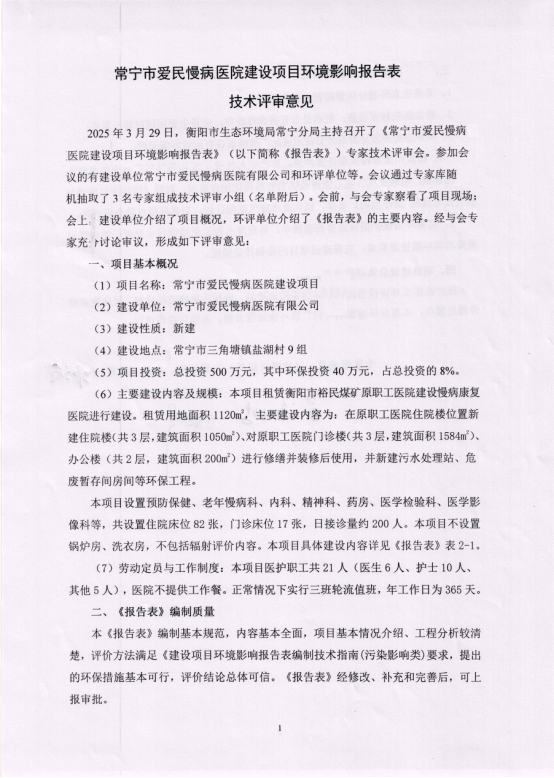 常宁市爱民慢病医院建设项目环境影响报告表
技术评审意见
2025 年 3 月 29 日，衡阳市生态环境局常宁分局主持召开了《常宁市爱民慢病
医院建设项目环境影响报告表》（以下简称《报告表》）专家技术评审会。参加会
议的有建设单位常宁市爱民慢病医院有限公司和环评单位等。会议通过专家库随
机抽取了 3 名专家组成技术评审小组（名单附后）。会前，与会专家察看了项目现场；
会上，建设单位介绍了项目概况，环评单位介绍了《报告表》的主要内容。经与会专
家充分讨论审议，形成如下评审意见：
一、项目基本概况
（1）项目名称：常宁市爱民慢病医院建设项目
（2）建设单位：常宁市爱民慢病医院有限公司
（3）建设性质：新建
（4）建设地点：常宁市三角塘镇盐湖村 9 组
（5）项目投资：总投资 500 万元，其中环保投资 40 万元，占总投资的 8%。
（6）主要建设内容及规模：本项目租赁衡阳市裕民煤矿原职工医院建设慢病康复
医院进行建设。租赁用地面积 1120㎡，主要建设内容为：在原职工医院住院楼位置新
建住院楼（共 3 层，建筑面积 1050㎡）、对原职工医院门诊楼（共 3 层，建筑面积 1584㎡）、
办公楼（共 2 层，建筑面积 200㎡）进行修缮并装修后使用，并新建污水处理站、危
废暂存间房间等环保工程。
本项目设置预防保健、老年慢病科、内科、精神科、药房、医学检验科、医学影
像科等，共设置住院床位 82 张，门诊床位 17 张，日接诊量约 200 人。本项目不设置
锅炉房、洗衣房，不包括辐射评价内容。本项目具体建设内容详见《报告表》表 2-1。
（7）劳动定员与工作制度：本项目医护职工共 21 人（医生 6 人、护士 10 人、
其他 5 人），医院不提供工作餐。正常情况下实行三班轮流值班，年工作日为 365 天。
二、《报告表》编制质量
本《报告表》编制基本规范，内容基本全面，项目基本情况介绍、工程分析较清
楚，评价方法满足《建设项目环境影响报告表编制技术指南(污染影响类)要求，提出
的环保措施基本可行，评价结论总体可信。《报告表》经修改、补充和完善后，可上
报审批。
1